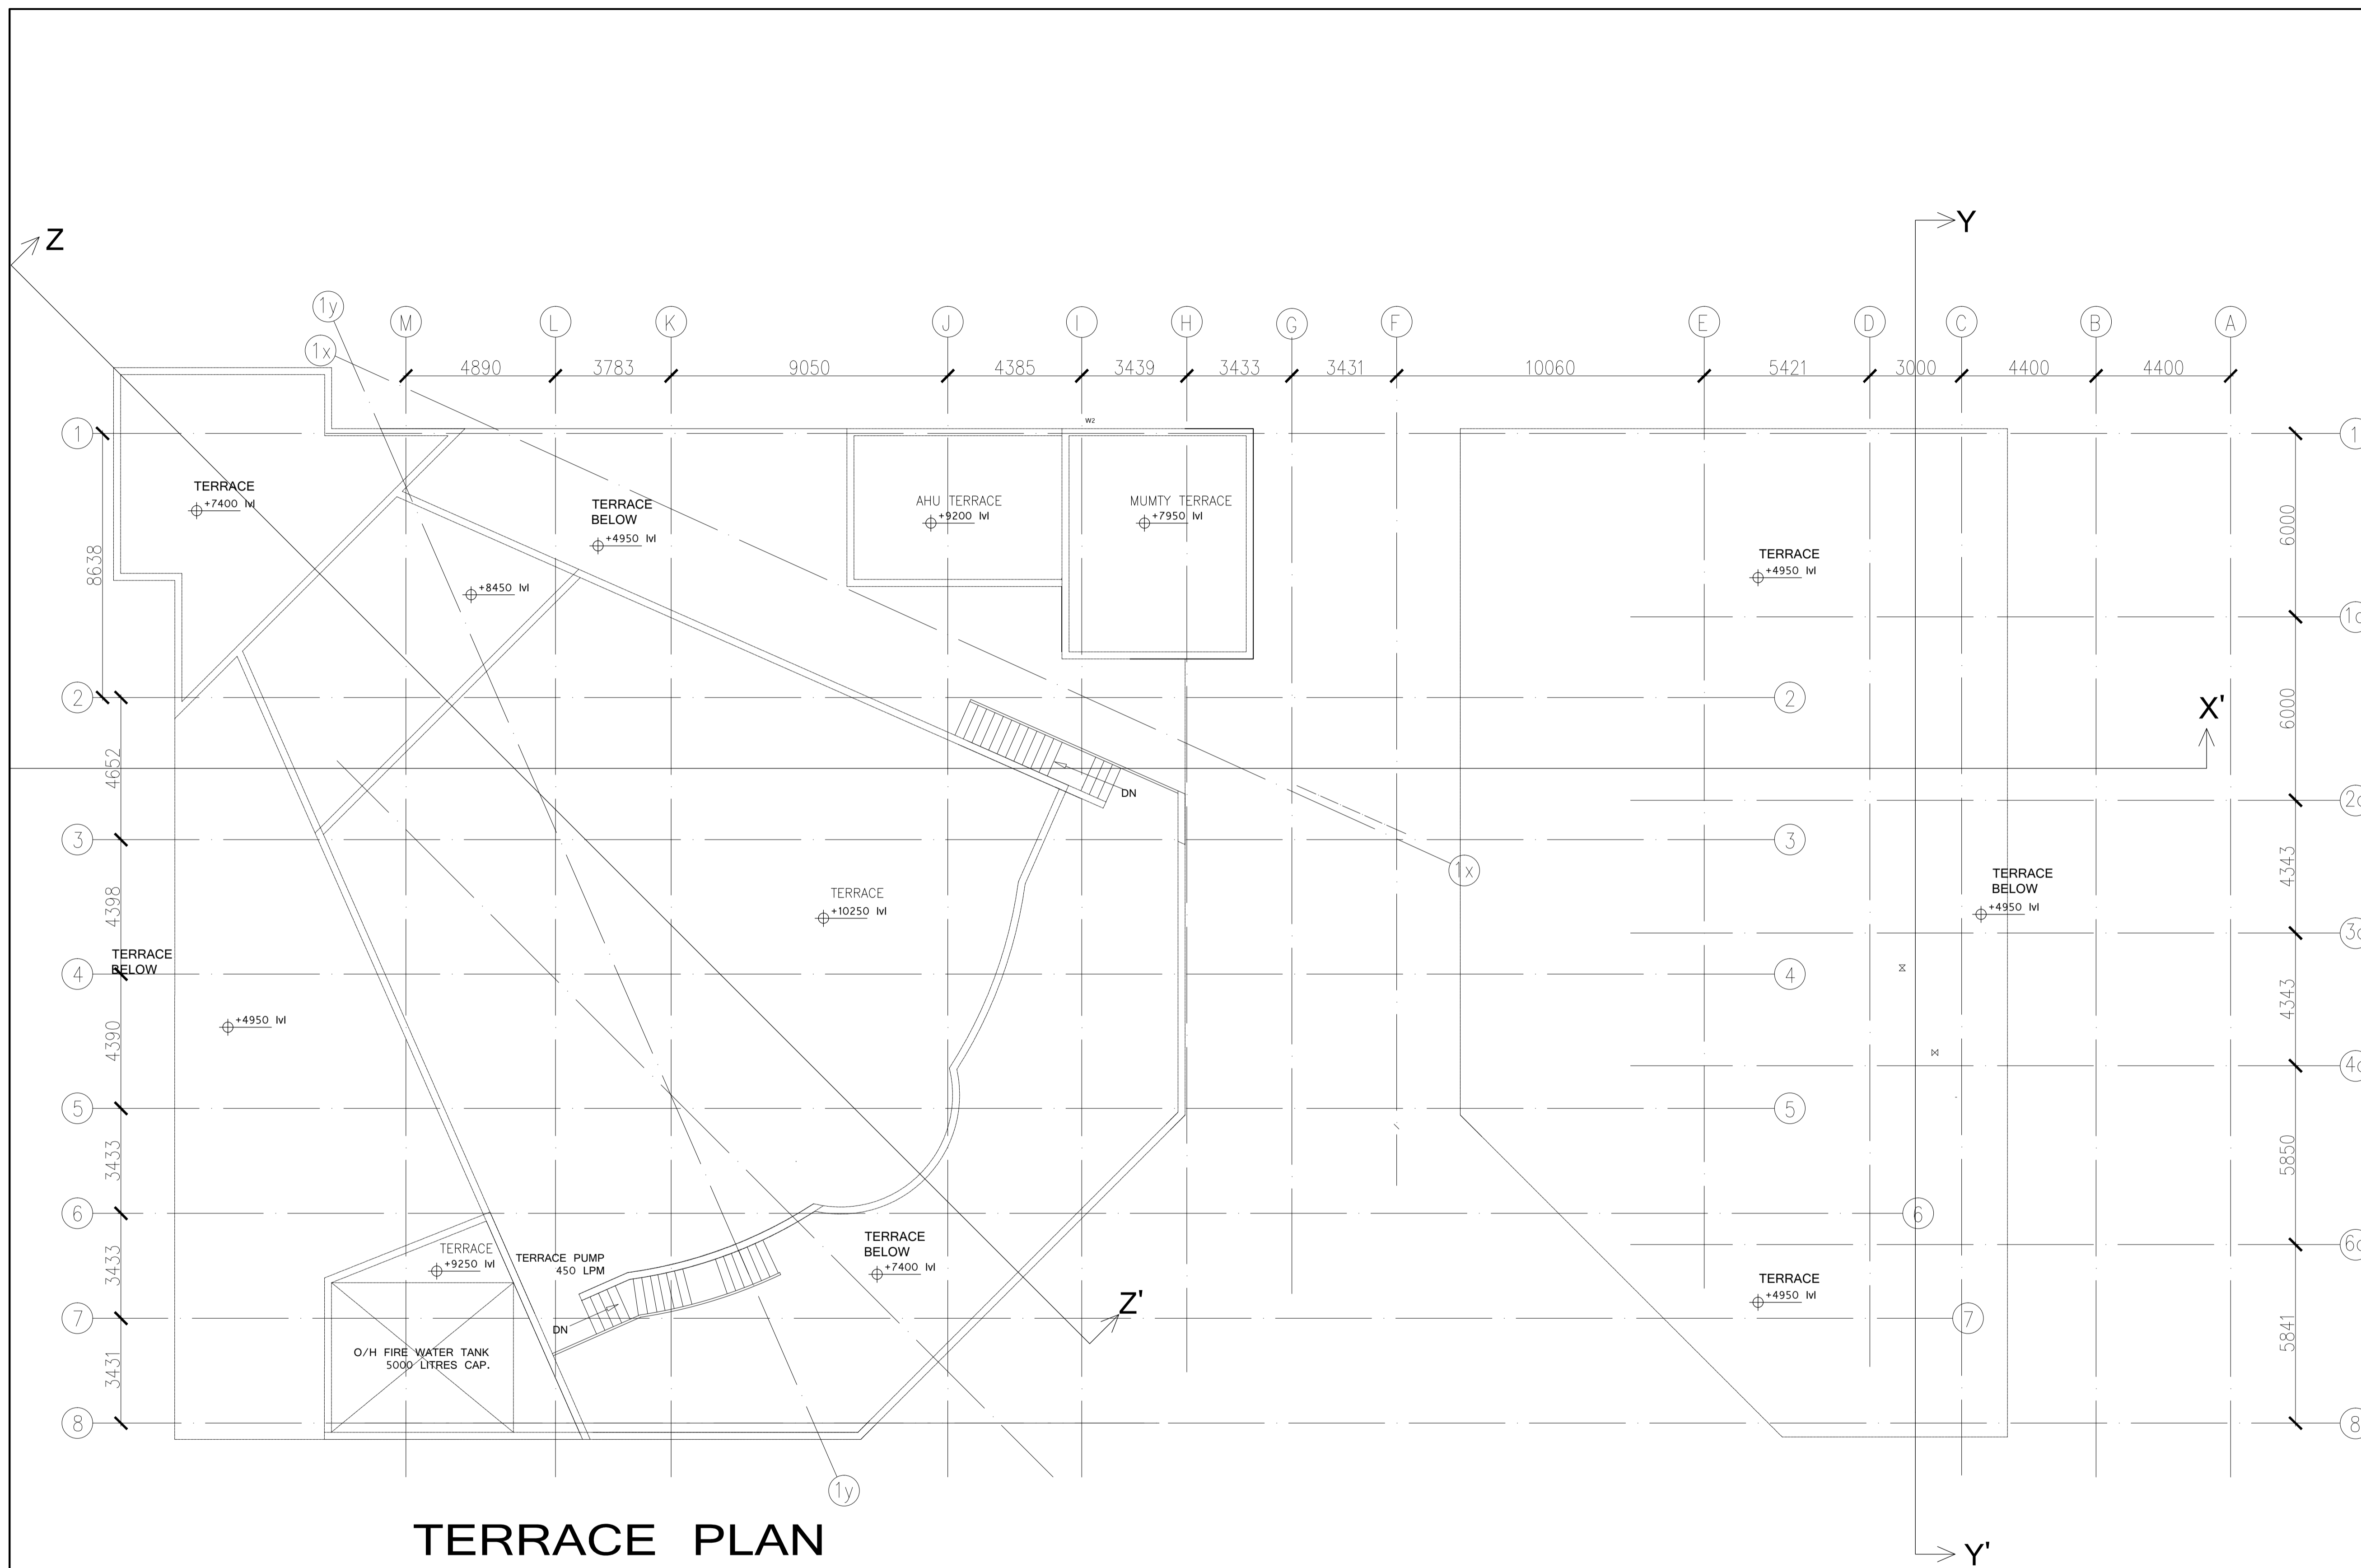 Z
Y
1y
M
L
K
J
I
H
G
F
E
D
C
B
A
1x
4890
3783
9050
4385
3439
3433
3431
10060
5421
3000
4400
4400
W2
1
1
TERRACE
+7400 lvl
TERRACE
BELOW
+4950 lvl
AHU TERRACE
+9200 lvl
MUMTY TERRACE
+7950 lvl
6000
TERRACE
+4950 lvl
8638
+8450 lvl
2
2
6000
X'
4652
DN
3
3
1x
4343
TERRACE
BELOW
+4950 lvl
4398
TERRACE
+10250 lvl
TERRACE
BELOW
4
4
4343
+4950 lvl
4390
5
5
5850
3433
6
6
TERRACE
BELOW
+7400 lvl
TERRACE
+9250 lvl
TERRACE PUMP
450 LPM
3433
TERRACE
+4950 lvl
Z'
7
7
DN
5841
O/H FIRE WATER TANK
5000 LITRES CAP.
3431
8
8
1y
TERRACE PLAN
Y'